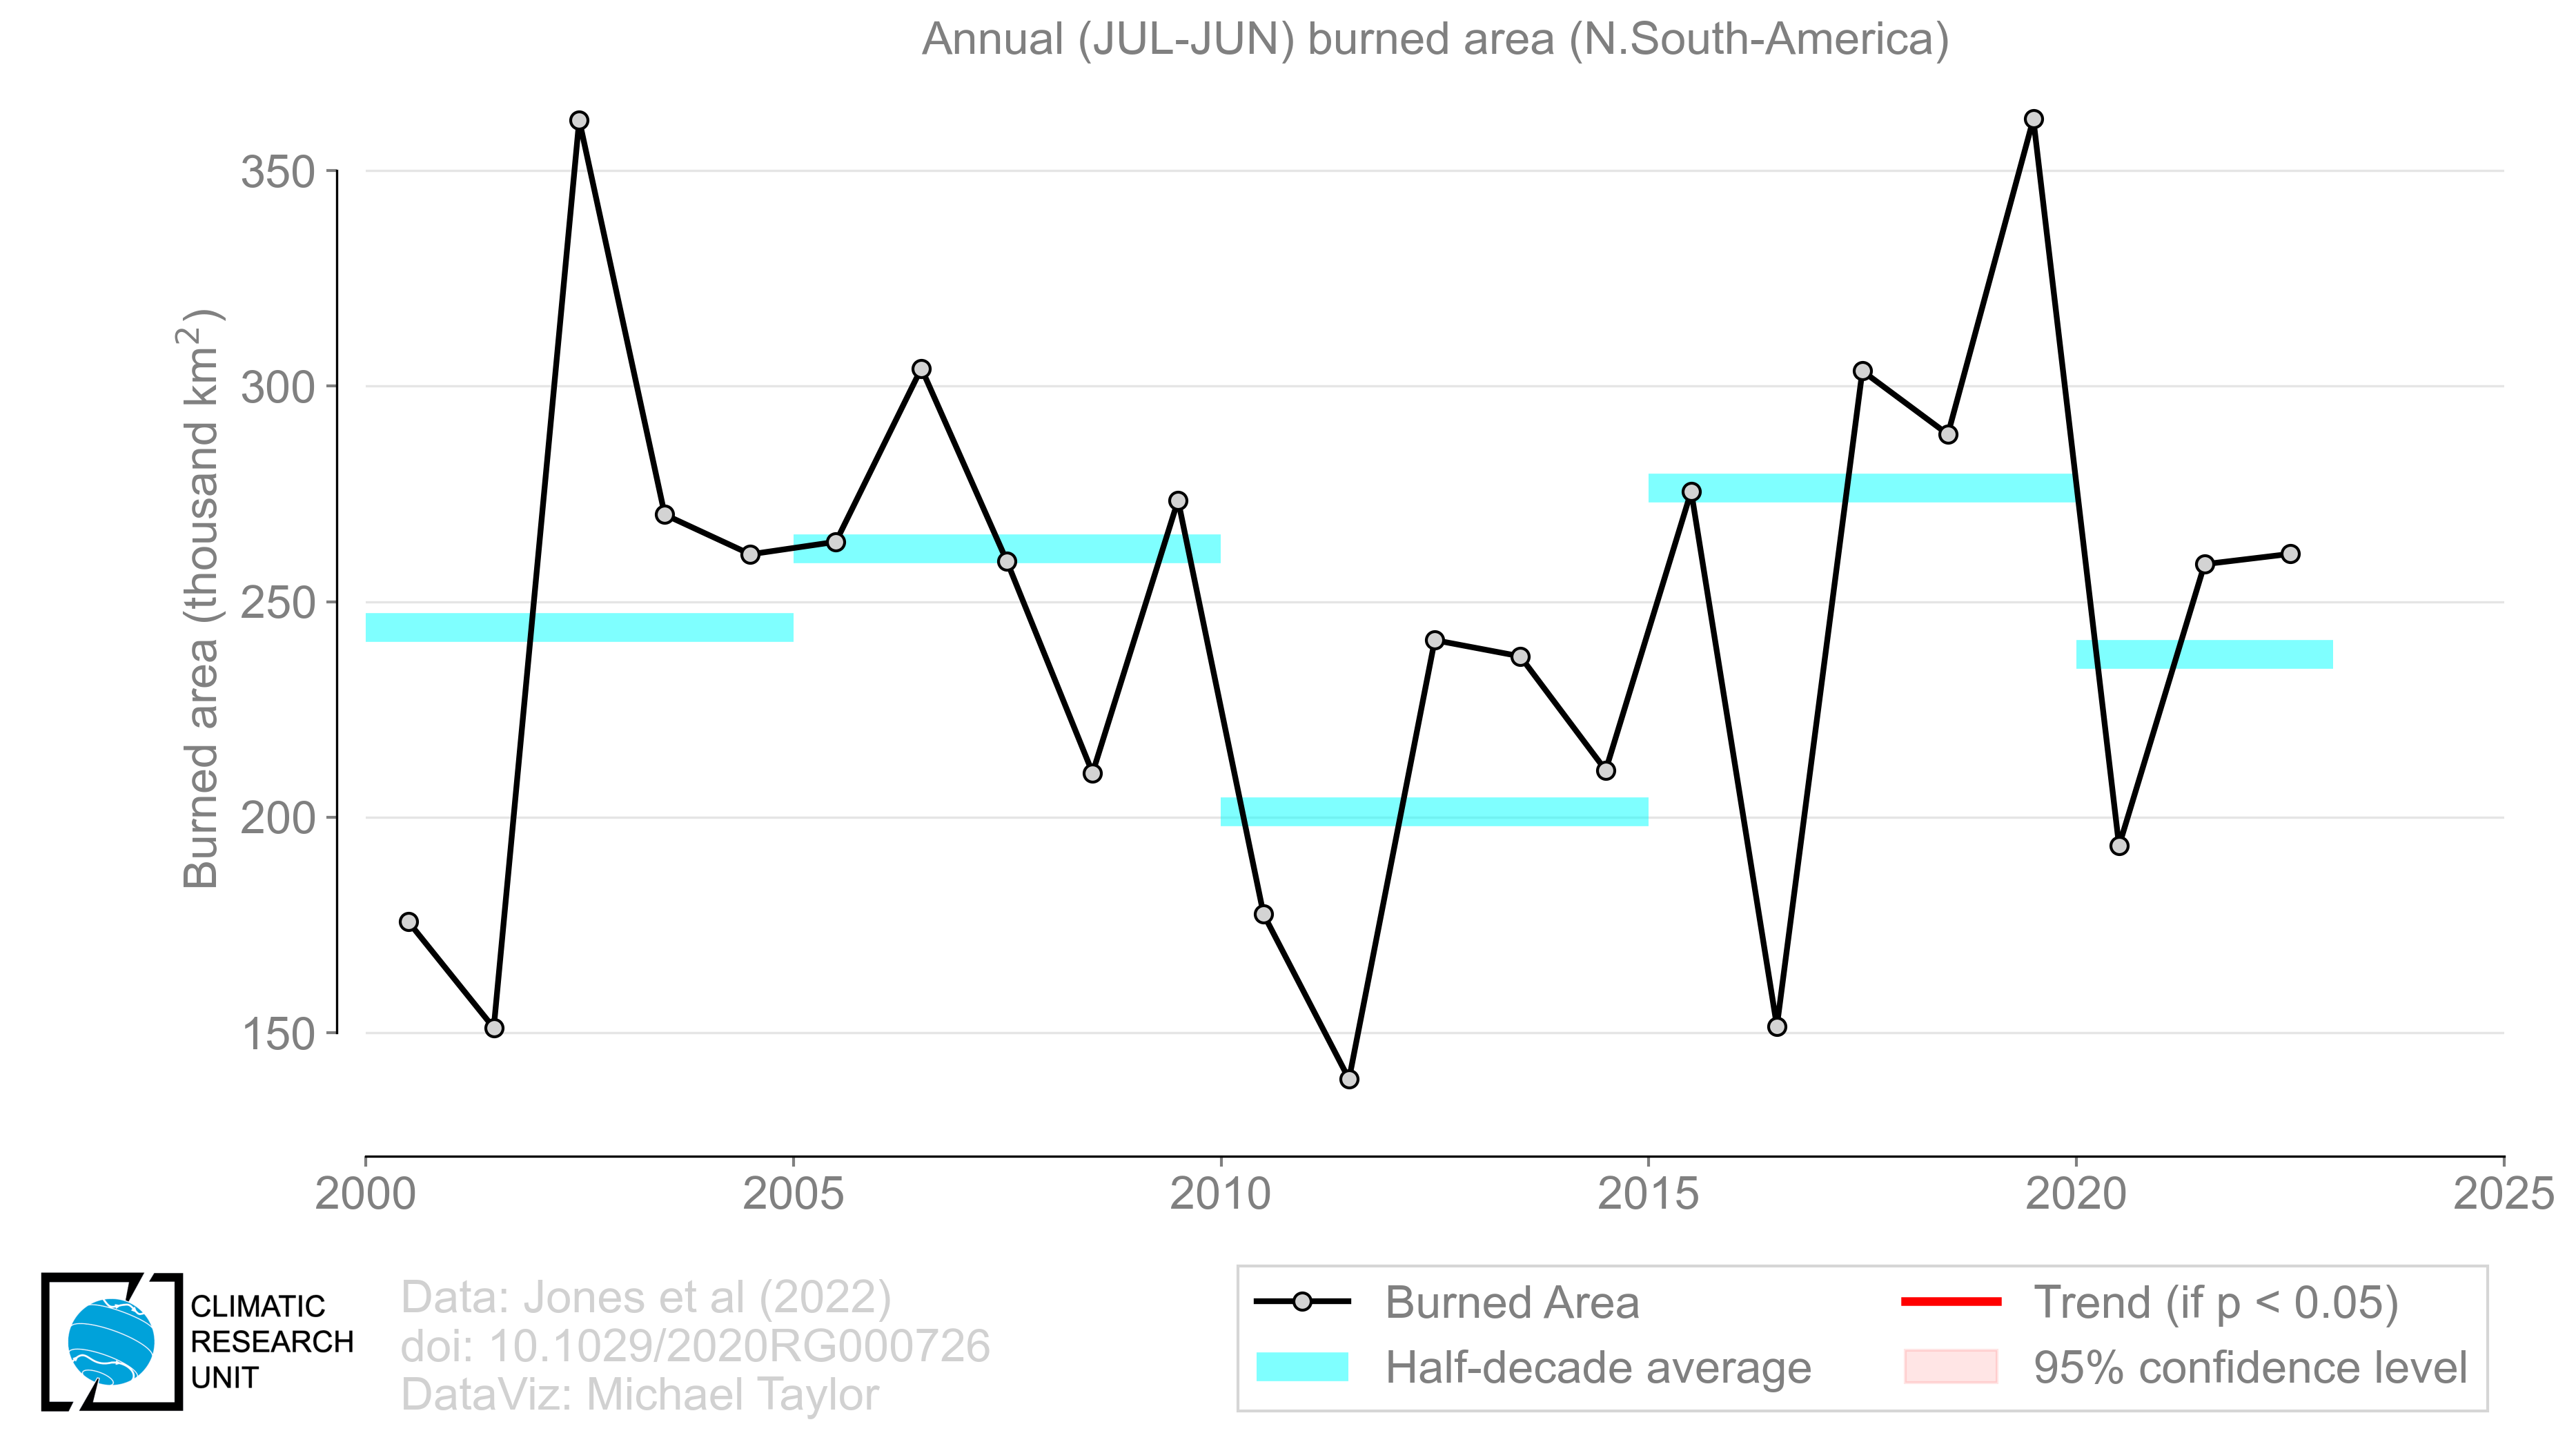 Annual (JUL-JUN) burned area (N.South-America)
Burned area (thousand km²)
350
300
250
200
150
2000 2005 2010 2015 2020 2025
CLIMATIC
RESEARCH
UNIT
Data: Jones et al (2022)
doi: 10.1029/2020RG000726
DataViz: Michael Taylor
Burned Area
Half-decade average
Trend (if p < 0.05)
95% confidence level